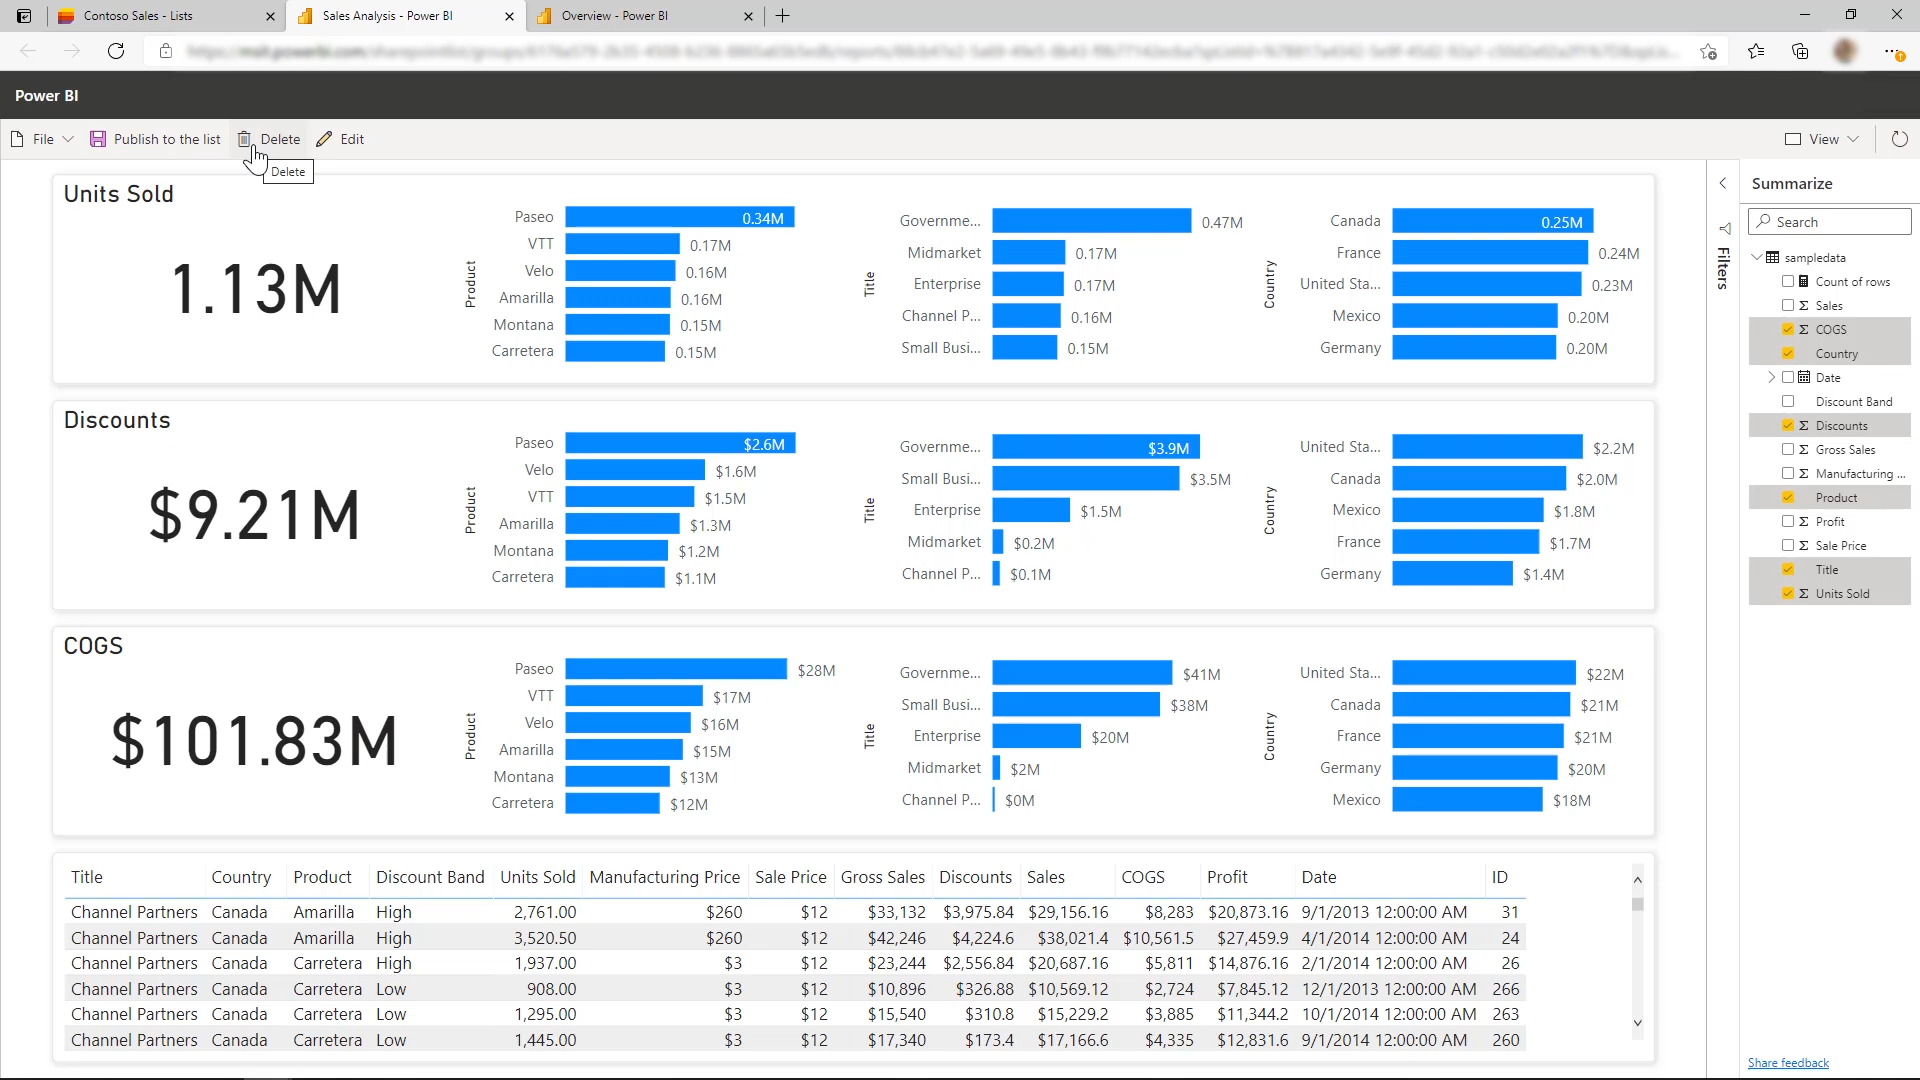 Contoso Sales - Lists
Sales Analysis - Power BI
Overview - Power BI
Power BI
File
Publish to the list
Delete
Edit
View
Delete
Units Sold
1.13M
Product
Paseo 0.34M
VTT 0.17M
Velo 0.16M
Amarilla 0.16M
Montana 0.15M
Carretera 0.15M
Title
Governme... 0.47M
Midmarket 0.17M
Enterprise 0.17M
Channel P... 0.16M
Small Busi... 0.15M
Country
Canada 0.25M
France 0.24M
United Sta... 0.23M
Mexico 0.20M
Germany 0.20M
Discounts
$9.21M
Product
Paseo $2.6M
Velo $1.6M
VTT $1.5M
Amarilla $1.3M
Montana $1.2M
Carretera $1.1M
Title
Governme... $3.9M
Small Busi... $3.5M
Enterprise $1.5M
Midmarket $0.2M
Channel P... $0.1M
Country
United Sta... $2.2M
Canada $2.0M
Mexico $1.8M
France $1.7M
Germany $1.4M
COGS
$101.83M
Product
Paseo $28M
VTT $17M
Velo $16M
Amarilla $15M
Montana $13M
Carretera $12M
Title
Governme... $41M
Small Busi... $38M
Enterprise $20M
Midmarket $2M
Channel P... $0M
Country
United Sta... $22M
Canada $21M
France $21M
Germany $20M
Mexico $18M
Title Country Product Discount Band Units Sold Manufacturing Price Sale Price Gross Sales Discounts Sales COGS Profit Date ID
Channel Partners Canada Amarilla High 2,761.00 $260 $12 $33,132 $3,975.84 $29,156.16 $8,283 $20,873.16 9/1/2013 12:00:00 AM 31
Channel Partners Canada Amarilla High 3,520.50 $260 $12 $42,246 $4,224.6 $38,021.4 $10,561.5 $27,459.9 4/1/2014 12:00:00 AM 24
Channel Partners Canada Carretera High 1,937.00 $3 $12 $23,244 $2,556.84 $20,687.16 $5,811 $14,876.16 2/1/2014 12:00:00 AM 26
Channel Partners Canada Carretera Low 908.00 $3 $12 $10,896 $326.88 $10,569.12 $2,724 $7,845.12 12/1/2013 12:00:00 AM 266
Channel Partners Canada Carretera Low 1,295.00 $3 $12 $15,540 $310.8 $15,229.2 $3,885 $11,344.2 10/1/2014 12:00:00 AM 263
Channel Partners Canada Carretera Low 1,445.00 $3 $12 $17,340 $173.4 $17,166.6 $4,335 $12,831.6 9/1/2014 12:00:00 AM 260
Filters
Summarize
Search
sampledata
Count of rows
Σ Sales
Σ COGS
Country
Date
Discount Band
Σ Discounts
Σ Gross Sales
Σ Manufacturing ...
Product
Σ Profit
Σ Sale Price
Title
Σ Units Sold
Share feedback